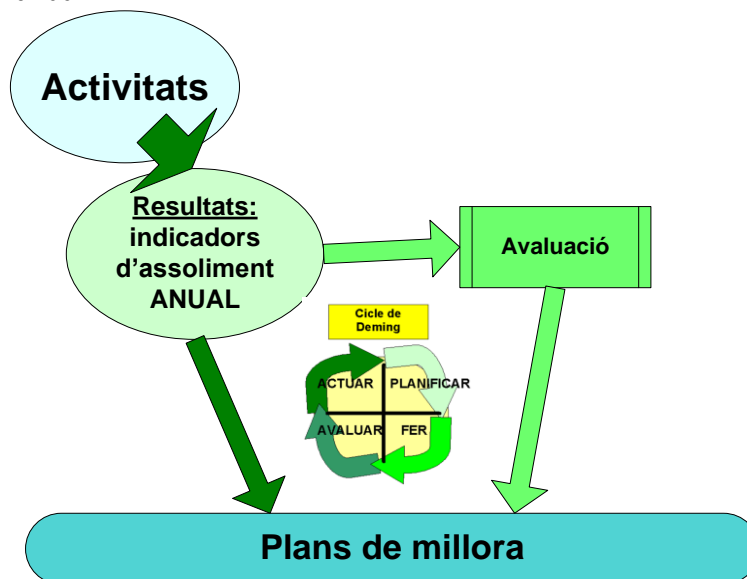 Activitats
Resultats:
indicadors
d'assoliment
ANUAL
Avaluació
Cicle de
Deming
ACTUAR PLANIFICAR
AVALUAR FER
Plans de millora